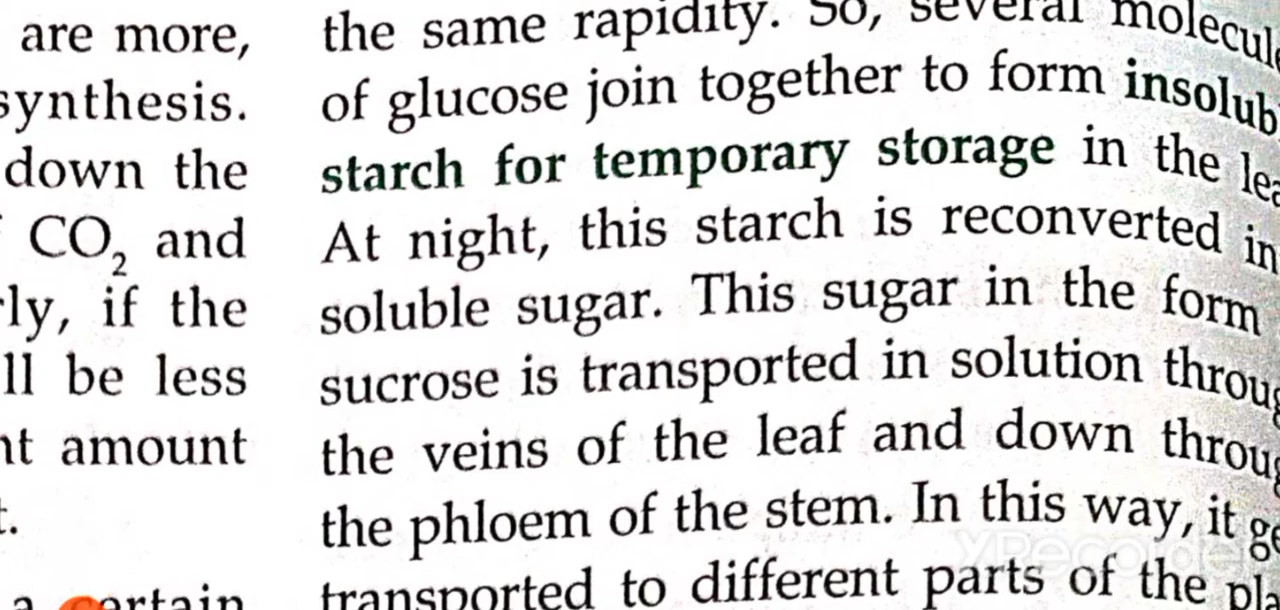 are more,
synthesis.
down the
CO₂ and
if the
be less
amount
the same rapidity. So, several
of glucose join together to form
starch for temporary storage in the
At night, this starch is reconverted
soluble sugar. This sugar in the form
sucrose is transported in solution
the veins of the leaf and down
the phloem of the stem. In this way, it
transported to different parts of the
XRecorder